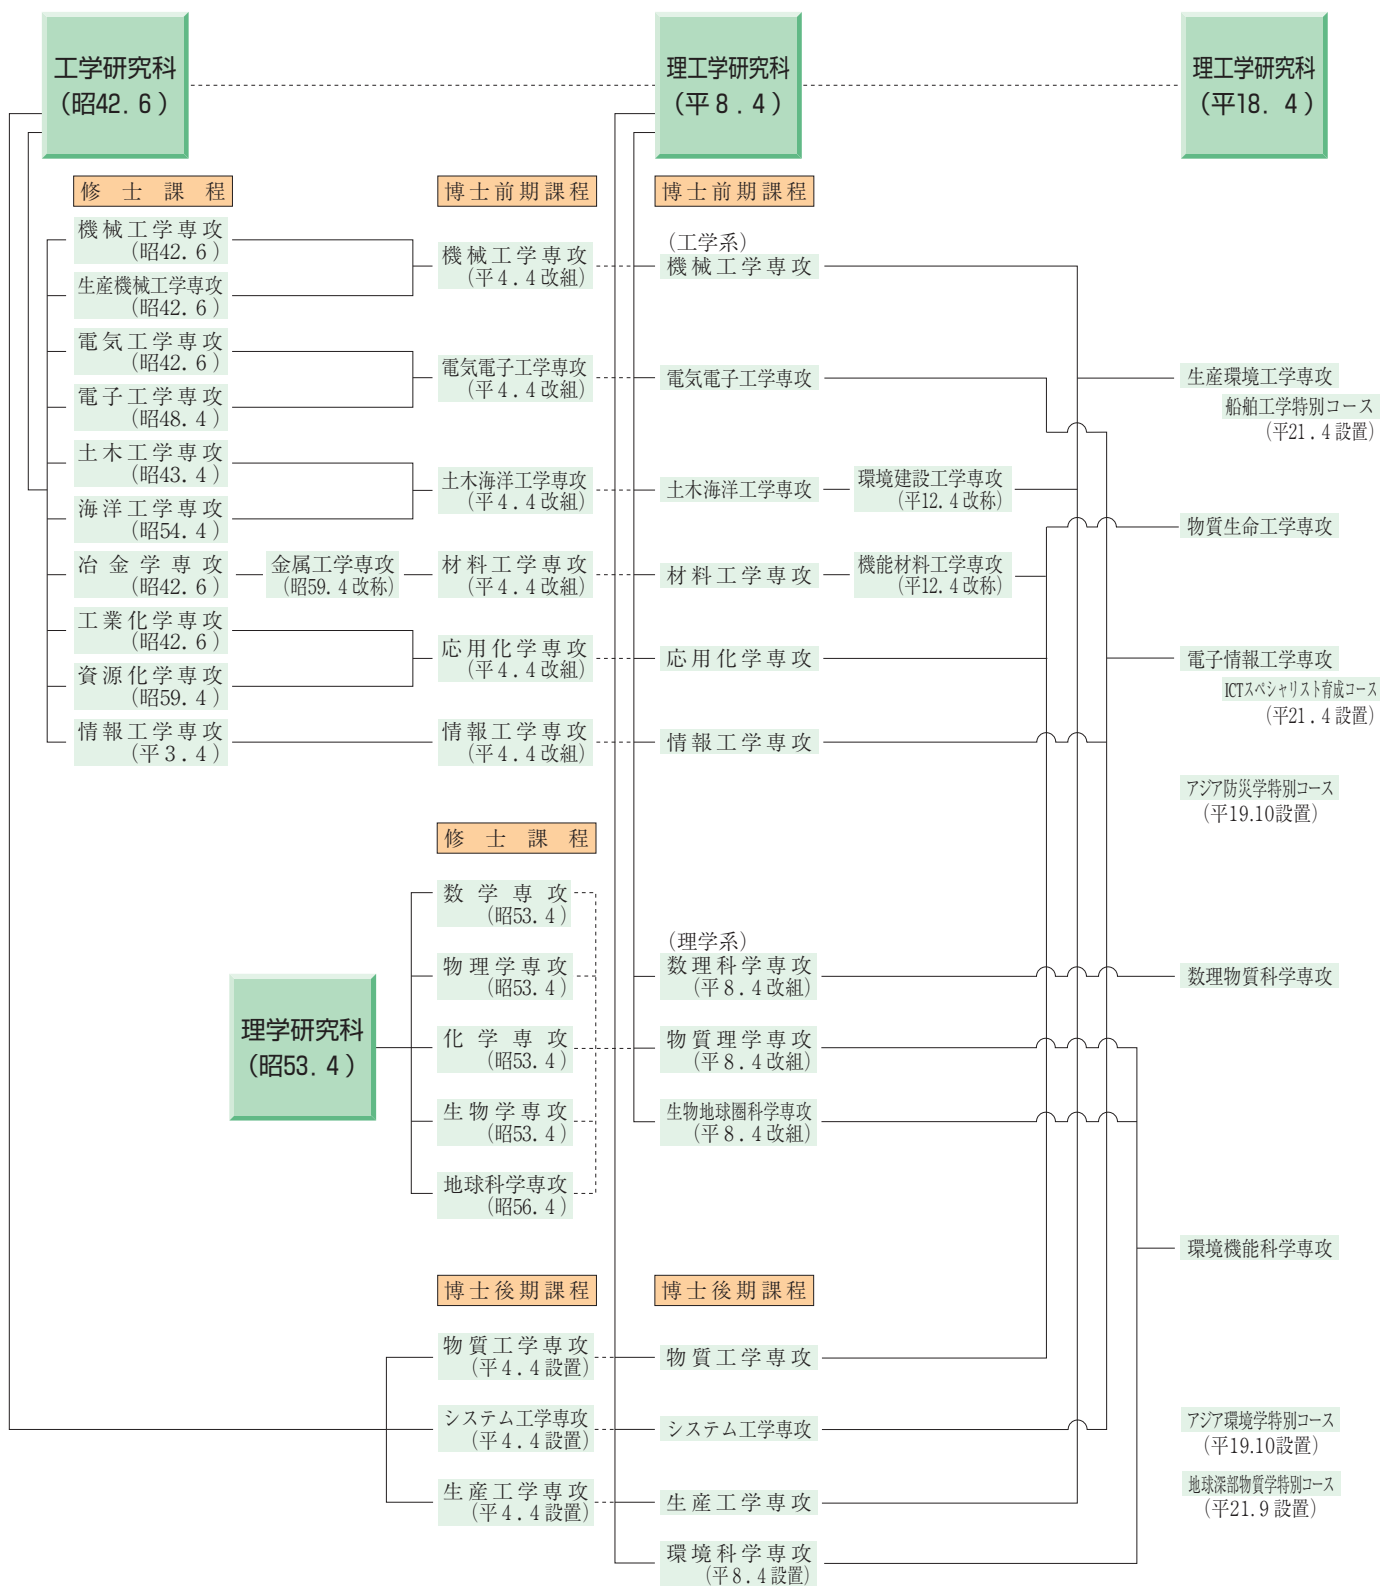 工学研究科
（昭42．6）
理工学研究科
（平8．4）
理工学研究科
（平18．4）
修士課程
機械工学専攻
（昭42．6）
生産機械工学専攻
（昭42．6）
電気工学専攻
（昭42．6）
電子工学専攻
（昭48．4）
土木工学専攻
（昭43．4）
海洋工学専攻
（昭54．4）
冶金学専攻
（昭42．6）
金属工学専攻
（昭59．4改称）
工業化学専攻
（昭42．6）
資源化学専攻
（昭59．4）
情報工学専攻
（平3．4）
博士前期課程
機械工学専攻
（平4．4改組）
電気電子工学専攻
（平4．4改組）
土木海洋工学専攻
（平4．4改組）
材料工学専攻
（平4．4改組）
応用化学専攻
（平4．4改組）
情報工学専攻
（平4．4改組）
博士前期課程
（工学系）
機械工学専攻
電気電子工学専攻
土木海洋工学専攻
環境建設工学専攻
（平12．4改称）
材料工学専攻
機能材料工学専攻
（平12．4改称）
応用化学専攻
情報工学専攻
生産環境工学専攻
船舶工学特別コース
（平21．4設置）
物質生命工学専攻
電子情報工学専攻
ICTスペシャリスト育成コース
（平21．4設置）
アジア防災学特別コース
（平19.10設置）
理学研究科
（昭53．4）
修士課程
数学専攻
（昭53．4）
物理学専攻
（昭53．4）
化学専攻
（昭53．4）
生物学専攻
（昭53．4）
地球科学専攻
（昭56．4）
（理学系）
数理科学専攻
（平8．4改組）
物質理学専攻
（平8．4改組）
生物地球圏科学専攻
（平8．4改組）
数理物質科学専攻
環境機能科学専攻
博士後期課程
物質工学専攻
（平4．4設置）
システム工学専攻
（平4．4設置）
生産工学専攻
（平4．4設置）
博士後期課程
物質工学専攻
システム工学専攻
生産工学専攻
環境科学専攻
（平8．4設置）
アジア環境学特別コース
（平19.10設置）
地球深部物質学特別コース
（平21.9設置）